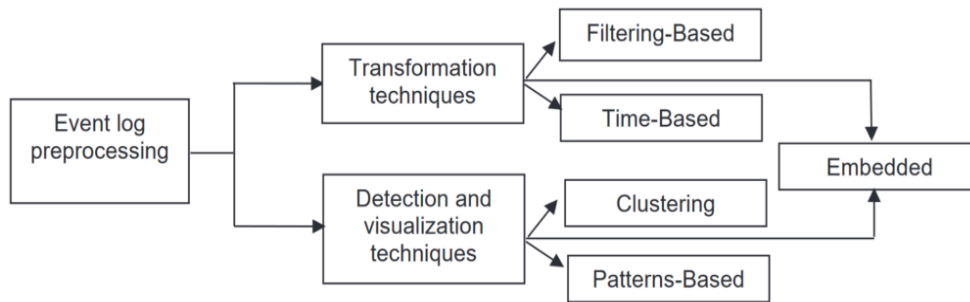 Event log
preprocessing
Transformation
techniques
Filtering-Based
Time-Based
Detection and
visualization
techniques
Clustering
Patterns-Based
Embedded